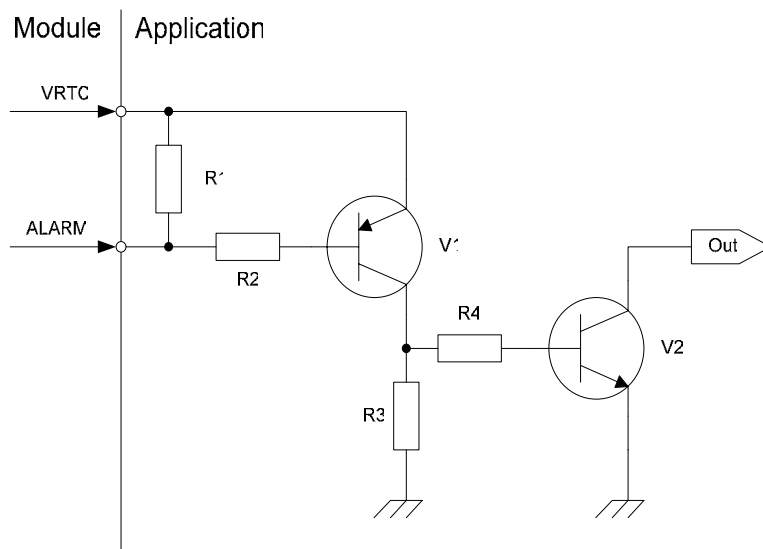 Module
Application
VRTC
R1
ALARM
V1
Out
R2
R4
V2
R3